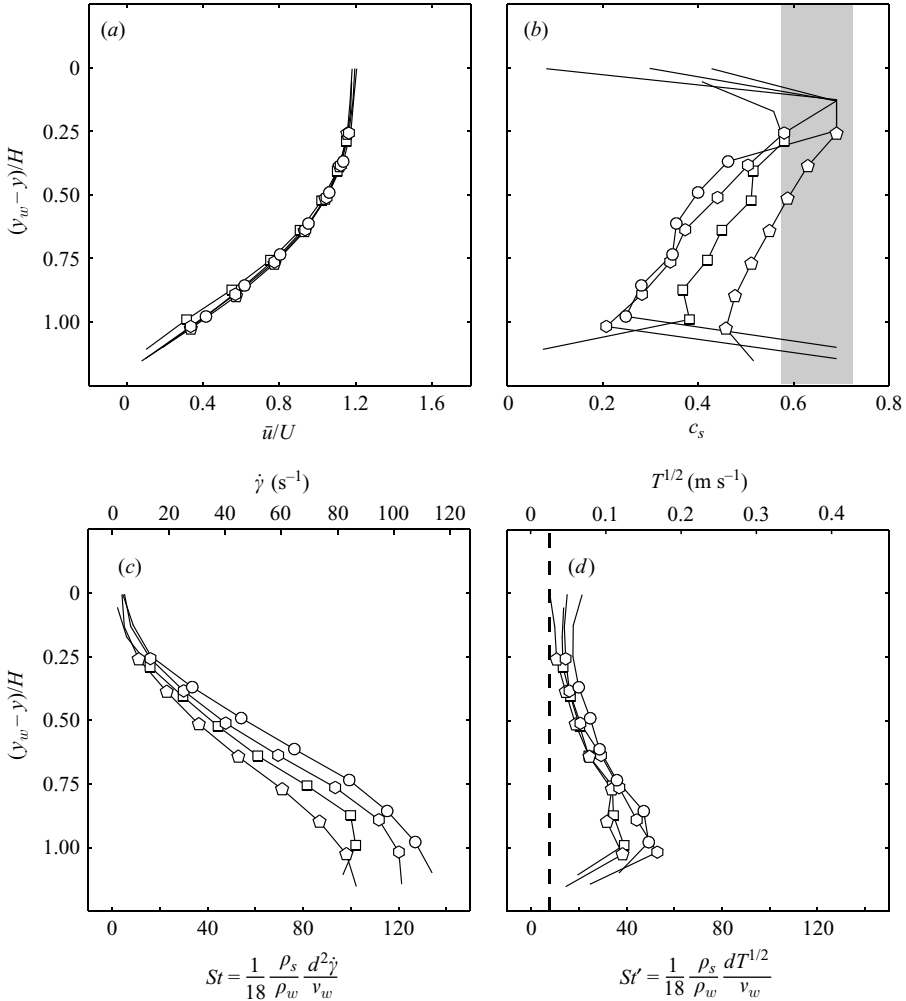 (a)
(b)
0
0.25
0.50
0.75
1.00
(y_w – y)/H
0 0.4 0.8 1.2 1.6
0 0.2 0.4 0.6 0.8
ū/U
c_s
γ̇ (s⁻¹)
T^{1/2} (m s⁻¹)
0 20 40 60 80 100 120
0 0.1 0.2 0.3 0.4
(c)
(d)
0
0.25
0.50
0.75
1.00
(y_w – y)/H
0 40 80 120
0 40 80 120
St = 1/18 ρ_s/ρ_w d²γ̇/ν_w
St′ = 1/18 ρ_s/ρ_w dT^{1/2}/ν_w